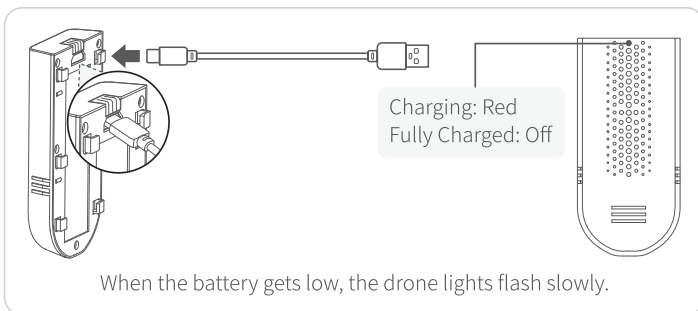 Charging: Red
Fully Charged: Off
When the battery gets low, the drone lights flash slowly.